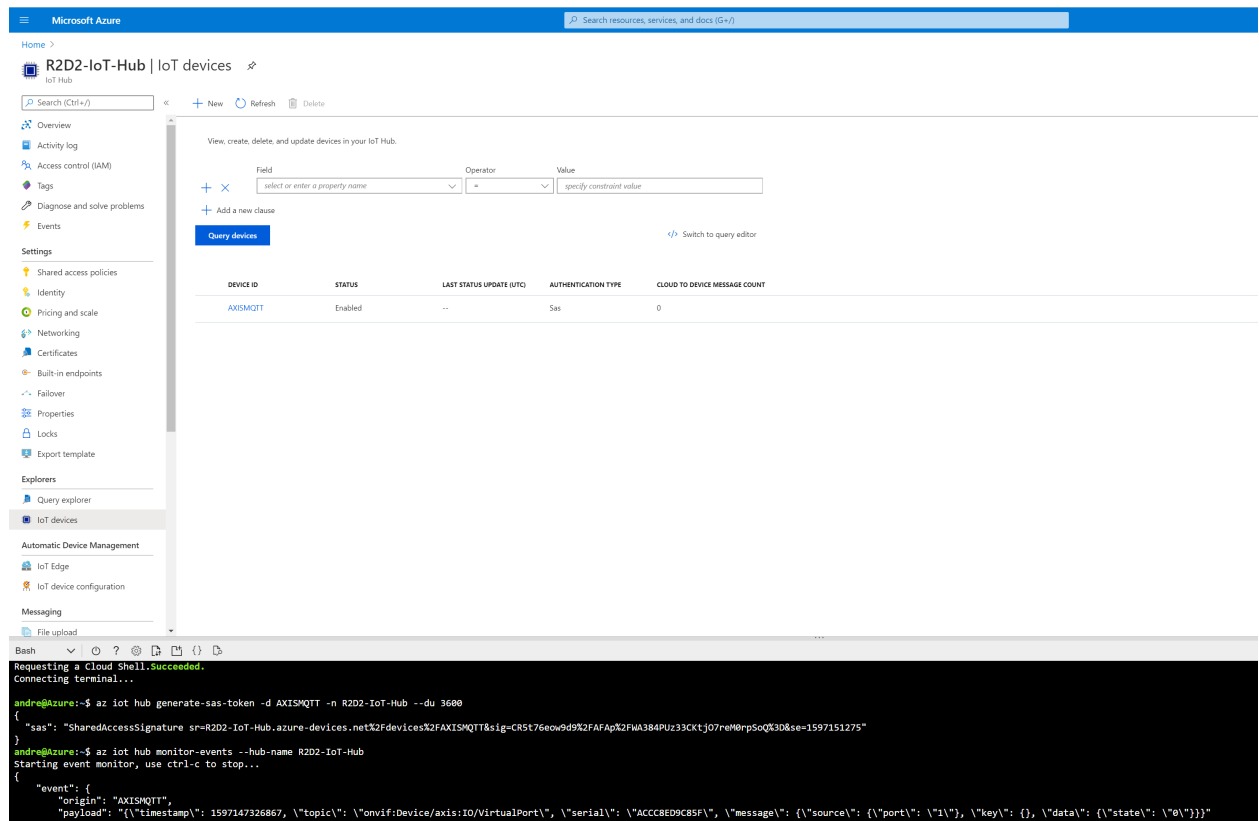 Microsoft Azure
Search resources, services, and docs (G+/)
Home >
R2D2-IoT-Hub | IoT devices
IoT Hub
Search (Ctrl+/)
«
Overview
Activity log
Access control (IAM)
Tags
Diagnose and solve problems
Events
Settings
Shared access policies
Identity
Pricing and scale
Networking
Certificates
Built-in endpoints
Failover
Properties
Locks
Export template
Explorers
Query explorer
IoT devices
Automatic Device Management
IoT Edge
IoT device configuration
Messaging
File upload
New Refresh Delete
View, create, delete, and update devices in your IoT Hub.
Field Operator Value
select or enter a property name = specify constraint value
Add a new clause
Query devices </> Switch to query editor
DEVICE ID STATUS LAST STATUS UPDATE (UTC) AUTHENTICATION TYPE CLOUD TO DEVICE MESSAGE COUNT
AXISMQTT Enabled -- Sas 0
Bash ? {}
Requesting a Cloud Shell.Succeeded.
Connecting terminal...
andre@Azure:~$ az iot hub generate-sas-token -d AXISMQTT -n R2D2-IoT-Hub --du 3600
{
"sas": "SharedAccessSignature sr=R2D2-IoT-Hub.azure-devices.net%2Fdevices%2FAXISMQTT&sig=CR5t76eow9d9%2FAFAp%2FWA384PUz33CKtjO7reM0rpSoQ%3D&se=1597151275"
}
andre@Azure:~$ az iot hub monitor-events --hub-name R2D2-IoT-Hub
Starting event monitor, use ctrl-c to stop...
{
"event": {
"origin": "AXISMQTT",
"payload": "{\"timestamp\": 1597147326867, \"topic\": \"onvif:Device/axis:IO/VirtualPort\", \"serial\": \"ACCC8ED9C85F\", \"message\": {\"source\": {\"port\": \"1\"}, \"key\": {}, \"data\": {\"state\": \"0\"}}}"